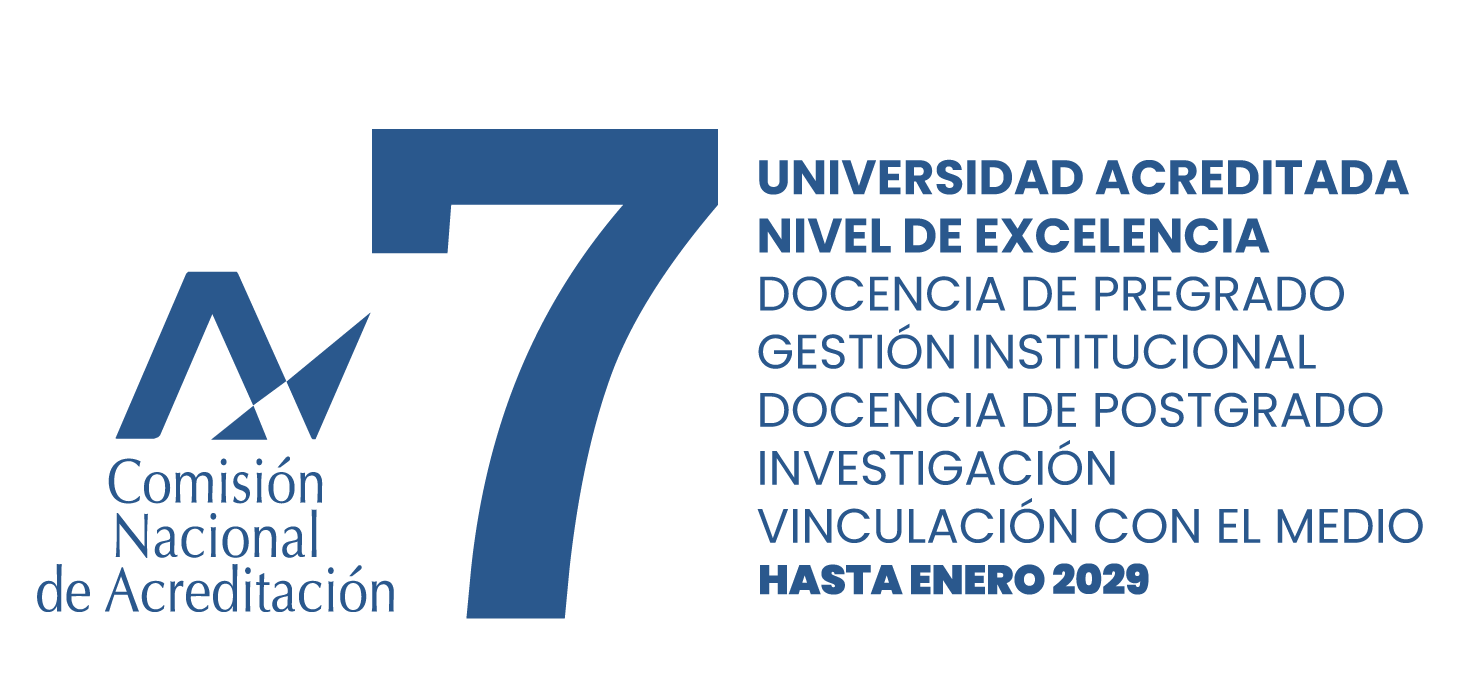 Comisión
Nacional
de Acreditación
7
UNIVERSIDAD ACREDITADA
NIVEL DE EXCELENCIA
DOCENCIA DE PREGRADO
GESTIÓN INSTITUCIONAL
DOCENCIA DE POSTGRADO
INVESTIGACIÓN
VINCULACIÓN CON EL MEDIO
HASTA ENERO 2029